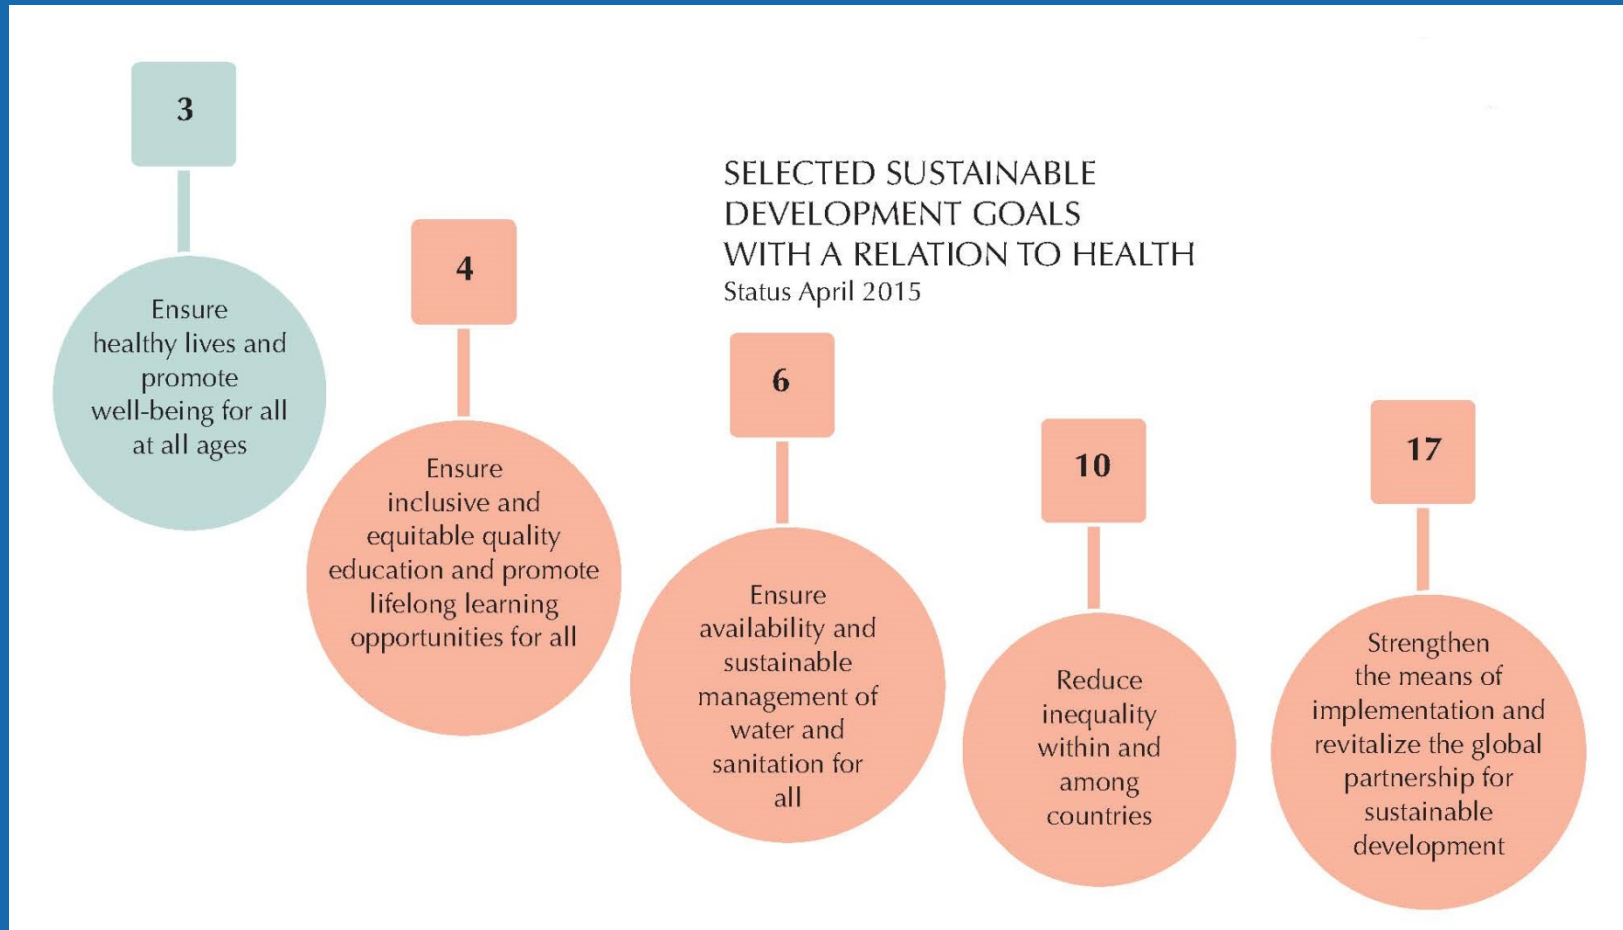 3
Ensure
healthy lives and
promote
well-being for all
at all ages
4
Ensure
inclusive and
equitable quality
education and promote
lifelong learning
opportunities for all
SELECTED SUSTAINABLE
DEVELOPMENT GOALS
WITH A RELATION TO HEALTH
Status April 2015
6
Ensure
availability and
sustainable
management of
water and
sanitation for
all
10
Reduce
inequality
within and
among
countries
17
Strengthen
the means of
implementation and
revitalize the global
partnership for
sustainable
development